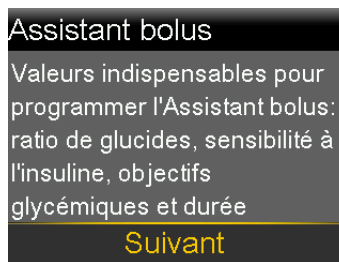 Assistant bolus
Valeurs indispensables pour
programmer l'Assistant bolus:
ratio de glucides, sensibilité à
l'insuline, objectifs
glycémiques et durée
Suivant